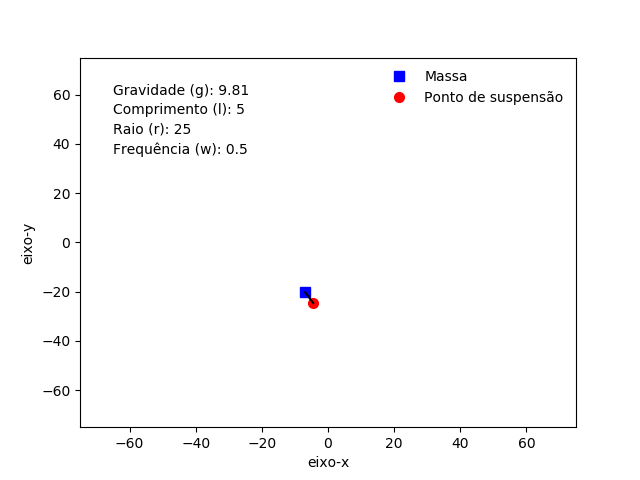 Gravidade (g): 9.81
Comprimento (l): 5
Raio (r): 25
Frequência (w): 0.5
Massa
Ponto de suspensão
60
40
20
0
−20
−40
−60
eixo-y
−60 −40 −20 0 20 40 60
eixo-x